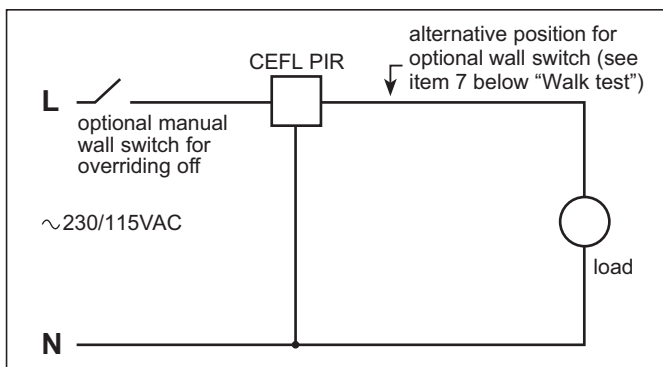 alternative position for
optional wall switch (see
item 7 below “Walk test”)
CEFL PIR
L
optional manual
wall switch for
overriding off
~230/115VAC
load
N